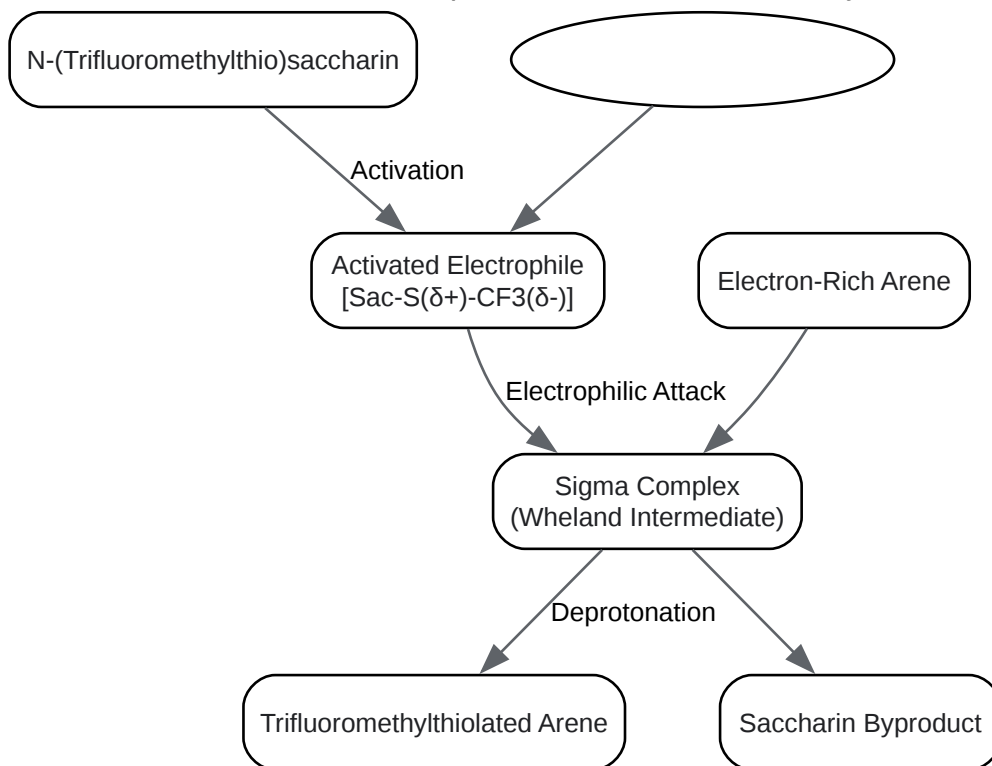 N-(Trifluoromethylthio)saccharin
Activation
Activated Electrophile
[Sac-S(δ+)-CF3(δ-)]
Electron-Rich Arene
Electrophilic Attack
Sigma Complex
(Wheland Intermediate)
Deprotonation
Trifluoromethylthiolated Arene
Saccharin Byproduct